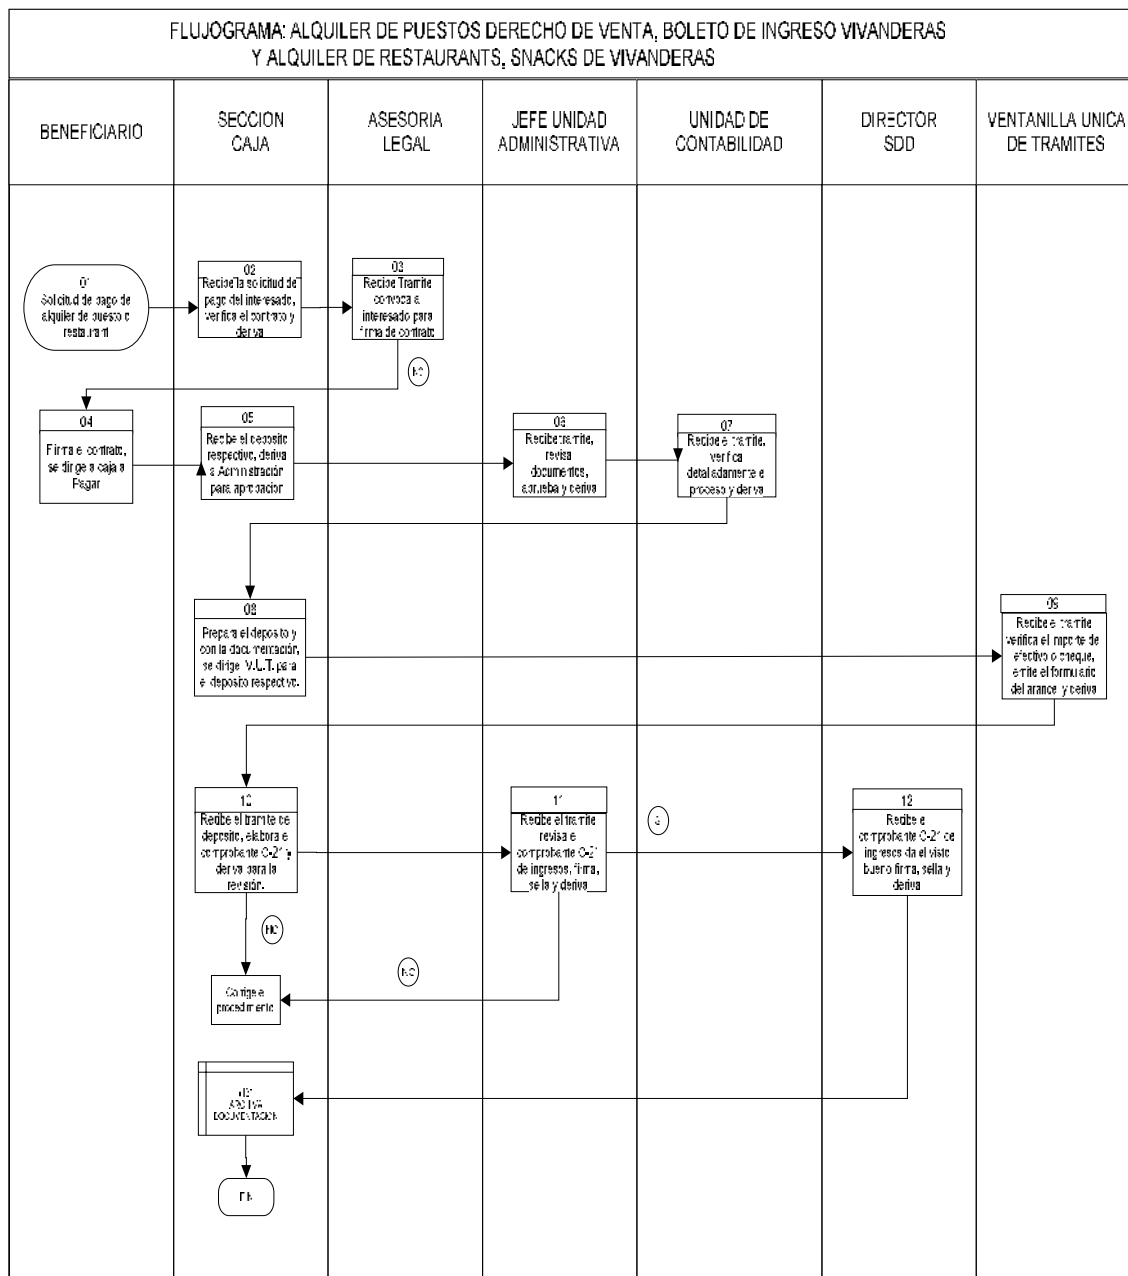 FLUJOGRAMA: ALQUILER DE PUESTOS DERECHO DE VENTA, BOLETO DE INGRESO VIVANDERAS
Y ALQUILER DE RESTAURANTS, SNACKS DE VIVANDERAS
BENEFICIARIO
SECCION
CAJA
ASESORIA
LEGAL
JEFE UNIDAD
ADMINISTRATIVA
UNIDAD DE
CONTABILIDAD
DIRECTOR
SDD
VENTANILLA UNICA
DE TRAMITES
01
Solicitud de pago de
alquiler de puesto o
restaurant
02
Recibe la solicitud de
pago del interesado,
verifica el contrato y
deriva
03
Recibe Tramite
convoca a
interesado para
firma de contrato
NO
04
Firma el contrato,
se dirige a caja a
Pagar
05
Recibe el deposito
respectivo, deriva
a Administración
para aprobación
06
Recibe tramite,
revisa
documentos,
aprueba y deriva
07
Recibe el tramite,
verifica
detalladamente el
proceso y deriva
08
Prepara el deposito y
con la documentación,
se dirige V.U.T. para
el deposito respectivo.
09
Recibe el tramite
verifica el importe de
efectivo o cheque,
emite el formulario
del arancel y deriva
10
Recibe el tramite de
deposito, elabora el
comprobante C-21 y
deriva para la
revisión.
11
Recibe el tramite
revisa el
comprobante C-21
de ingresos, firma,
sella y deriva
SI
12
Recibe el
comprobante C-21 de
ingresos da el visto
bueno firma, sella y
deriva
NO
NO
Corrige el
procedimiento
ARCHIVA
DOCUMENTACION
FIN